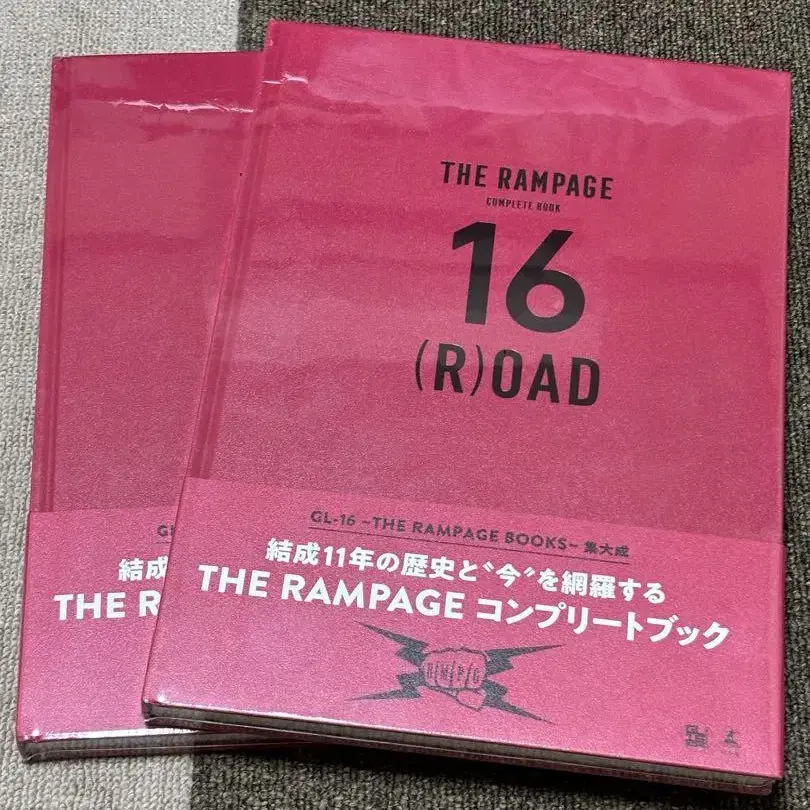 THE RAMPAGE
COMPLETE BOOK
16
(R)OAD
GL-16 ~THE RAMPAGE BOOKS~ 集大成
結成11年の歴史と“今”を網羅する
THE RAMPAGE コンプリートブック
R/M/P/G
GL
結成
THE R